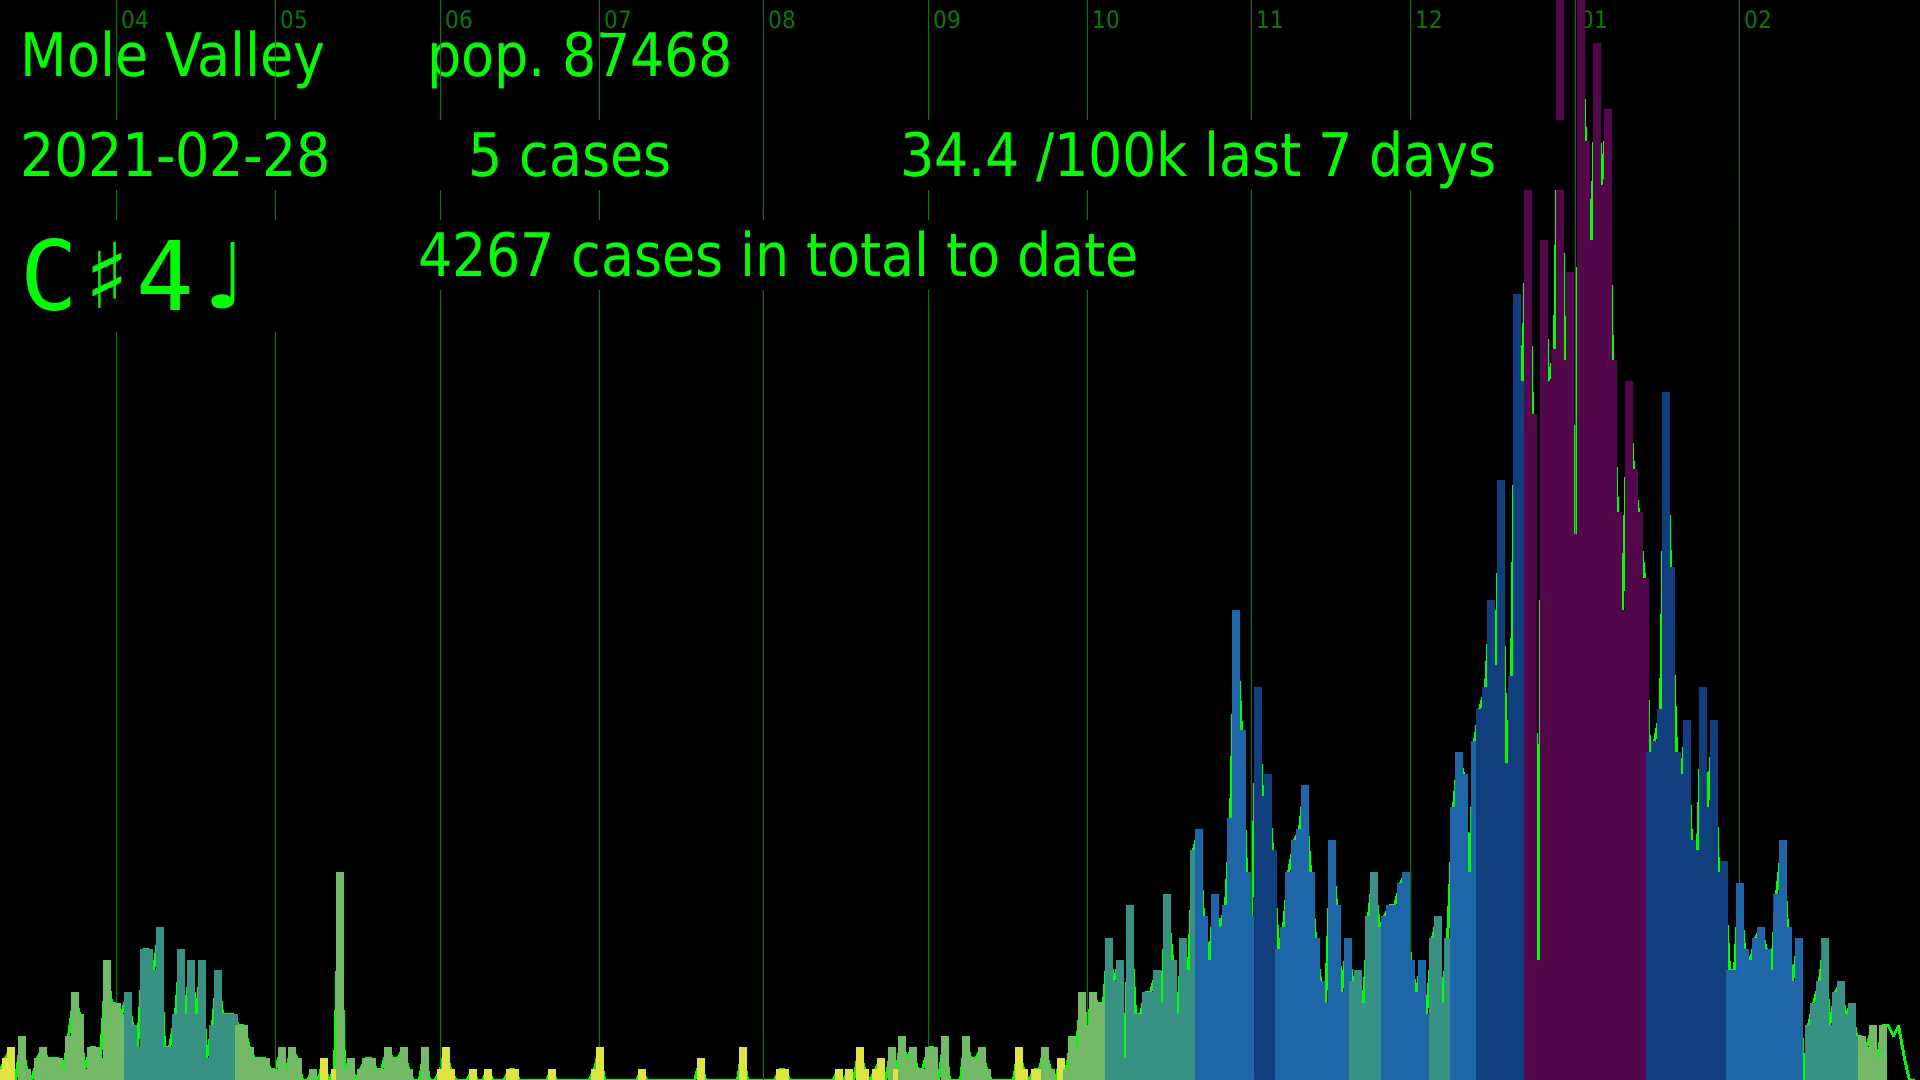 04 05 06 07 08 09 10 11 12 01 02
Mole Valley pop. 87468
2021-02-28 5 cases 34.4 /100k last 7 days
C♯4♩ 4267 cases in total to date